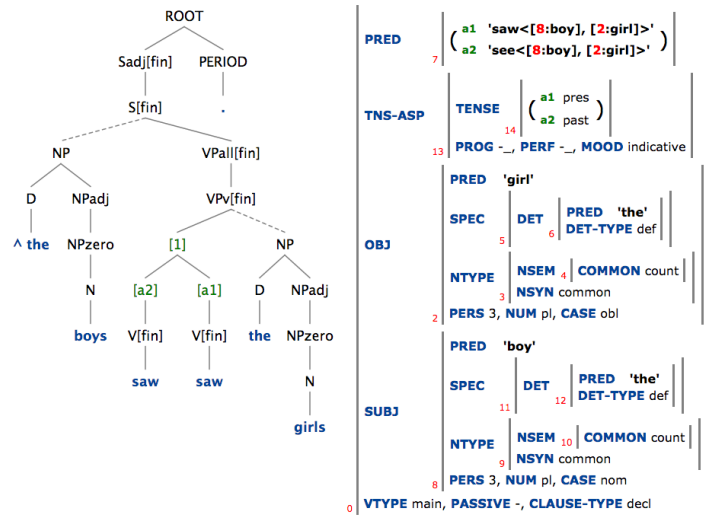 ROOT
Sadj[fin] PERIOD
S[fin] .
NP VPall[fin]
D NPadj VPv[fin]
^ the NPzero [1] NP
N [a2] [a1] D NPadj
boys V[fin] V[fin] the NPzero
saw saw N
girls
PRED a1 'saw<[8:boy], [2:girl]>'
a2 'see<[8:boy], [2:girl]>'
7
TNS-ASP TENSE a1 pres
a2 past
14
13 PROG -_, PERF -_, MOOD indicative
OBJ
PRED 'girl'
SPEC DET PRED 'the'
5 6 DET-TYPE def
NTYPE NSEM 4 COMMON count
3 NSYN common
2 PERS 3, NUM pl, CASE obl
SUBJ
PRED 'boy'
SPEC DET PRED 'the'
11 12 DET-TYPE def
NTYPE NSEM 10 COMMON count
9 NSYN common
8 PERS 3, NUM pl, CASE nom
0 VTYPE main, PASSIVE -, CLAUSE-TYPE decl